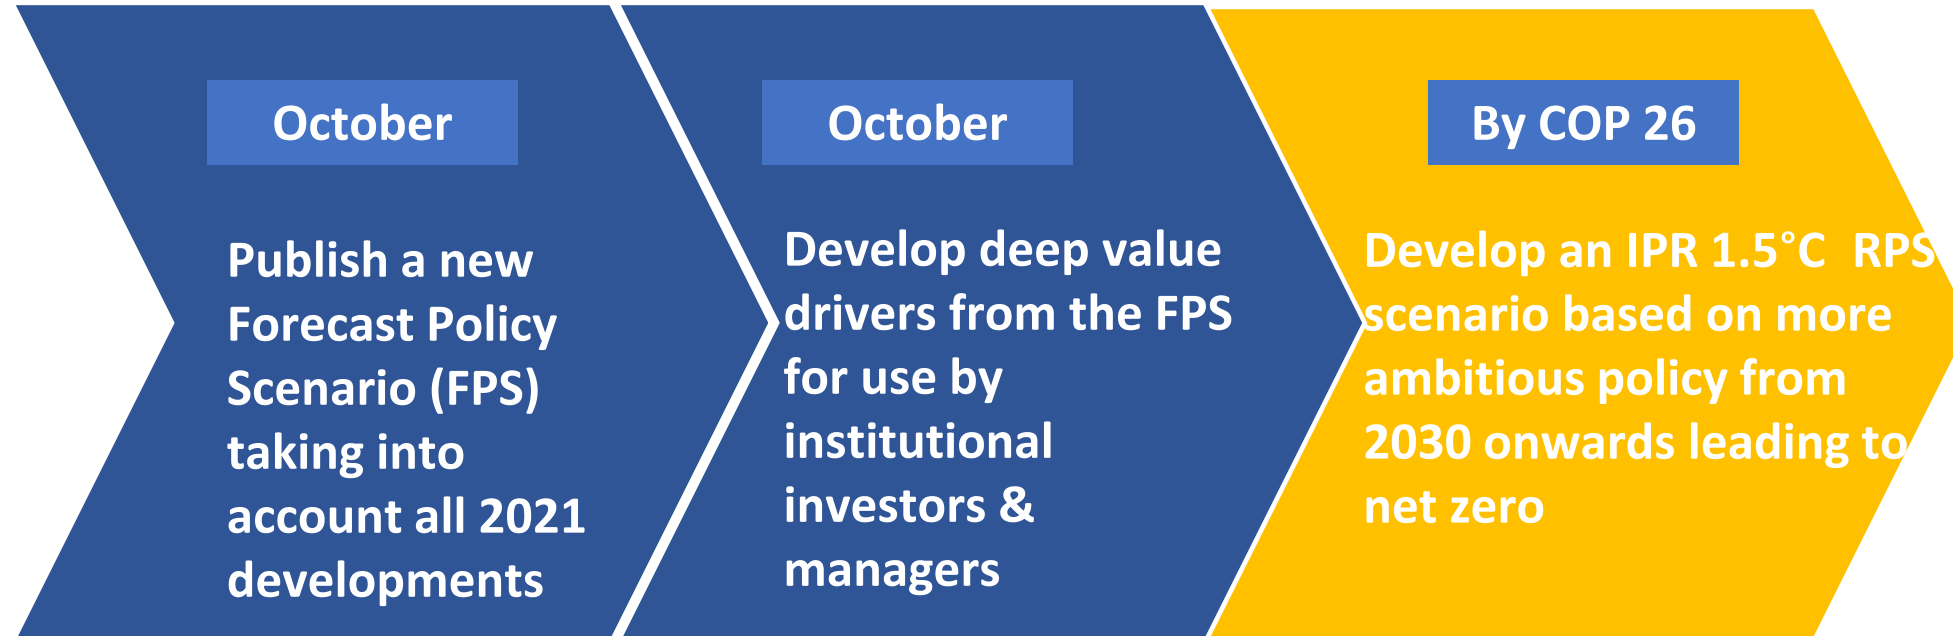 October
Publish a new
Forecast Policy
Scenario (FPS)
taking into
account all 2021
developments
October
Develop deep value
drivers from the FPS
for use by
institutional
investors &
managers
By COP 26
Develop an IPR 1.5°C  RPS
scenario based on more
ambitious policy from
2030 onwards leading to
net zero